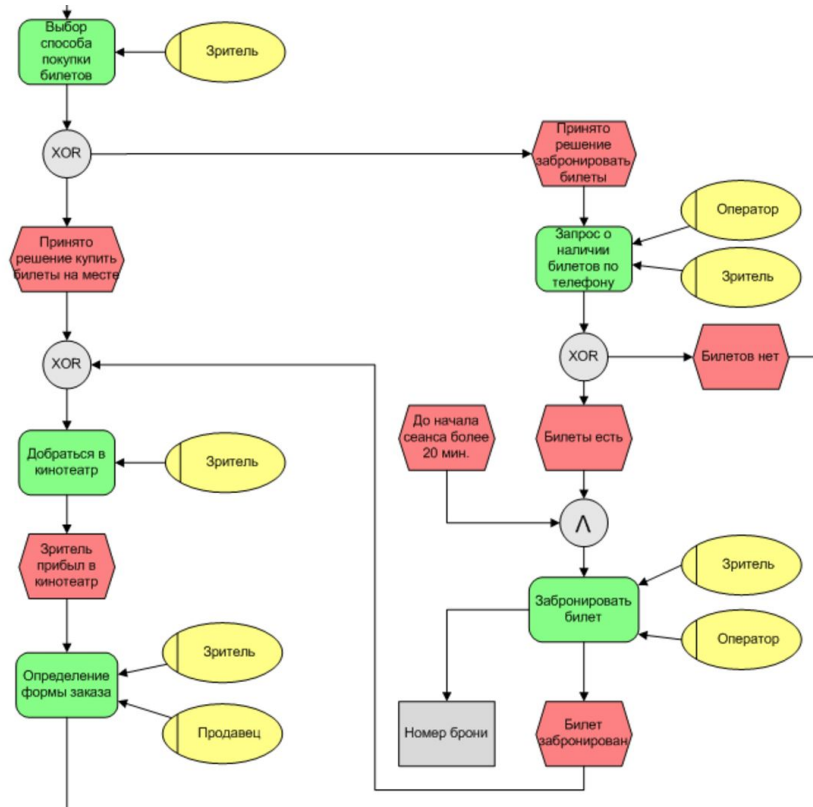 Выбор
способа
покупки
билетов
Зритель
XOR
Принято
решение
забронировать
билеты
Принято
решение купить
билеты на месте
Запрос о
наличии
билетов по
телефону
Оператор
Зритель
XOR
XOR
Билетов нет
До начала
сеанса более
20 мин.
Билеты есть
Добраться в
кинотеатр
Зритель
Λ
Зритель
прибыл в
кинотеатр
Забронировать
билет
Зритель
Оператор
Определение
формы заказа
Зритель
Продавец
Номер брони
Билет
забронирован